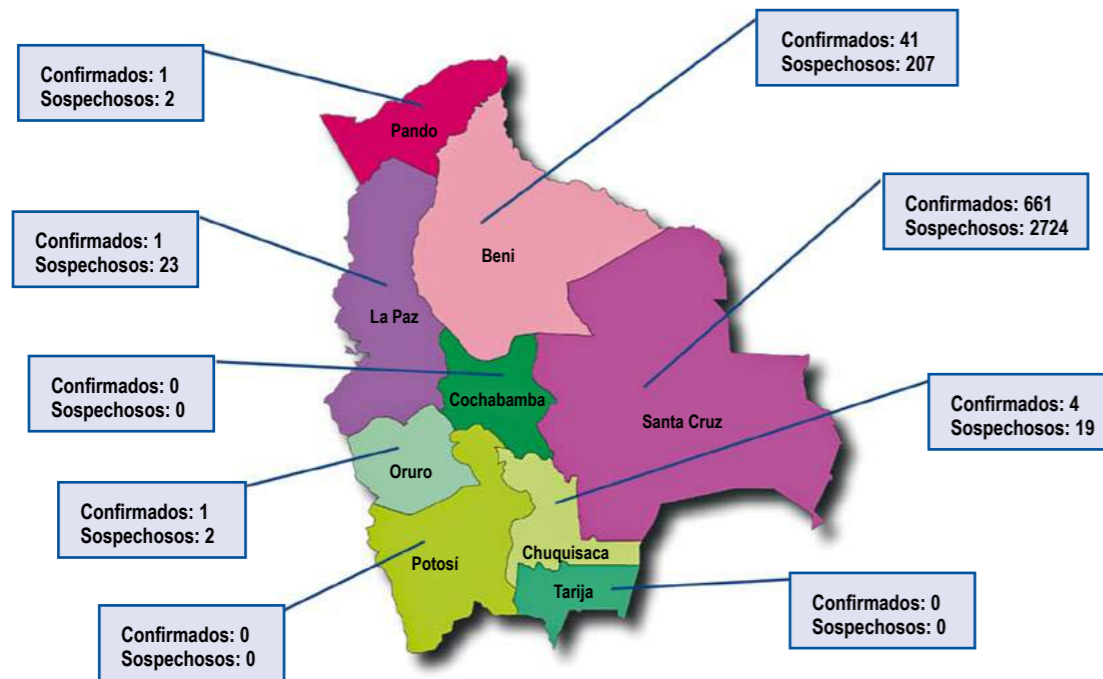 Confirmados: 41
Sospechosos: 207
Confirmados: 1
Sospechosos: 2
Pando
Confirmados: 661
Sospechosos: 2724
Confirmados: 1
Sospechosos: 23
Beni
La Paz
Confirmados: 0
Sospechosos: 0
Cochabamba
Santa Cruz
Confirmados: 4
Sospechosos: 19
Oruro
Confirmados: 1
Sospechosos: 2
Potosí
Chuquisaca
Tarija
Confirmados: 0
Sospechosos: 0
Confirmados: 0
Sospechosos: 0